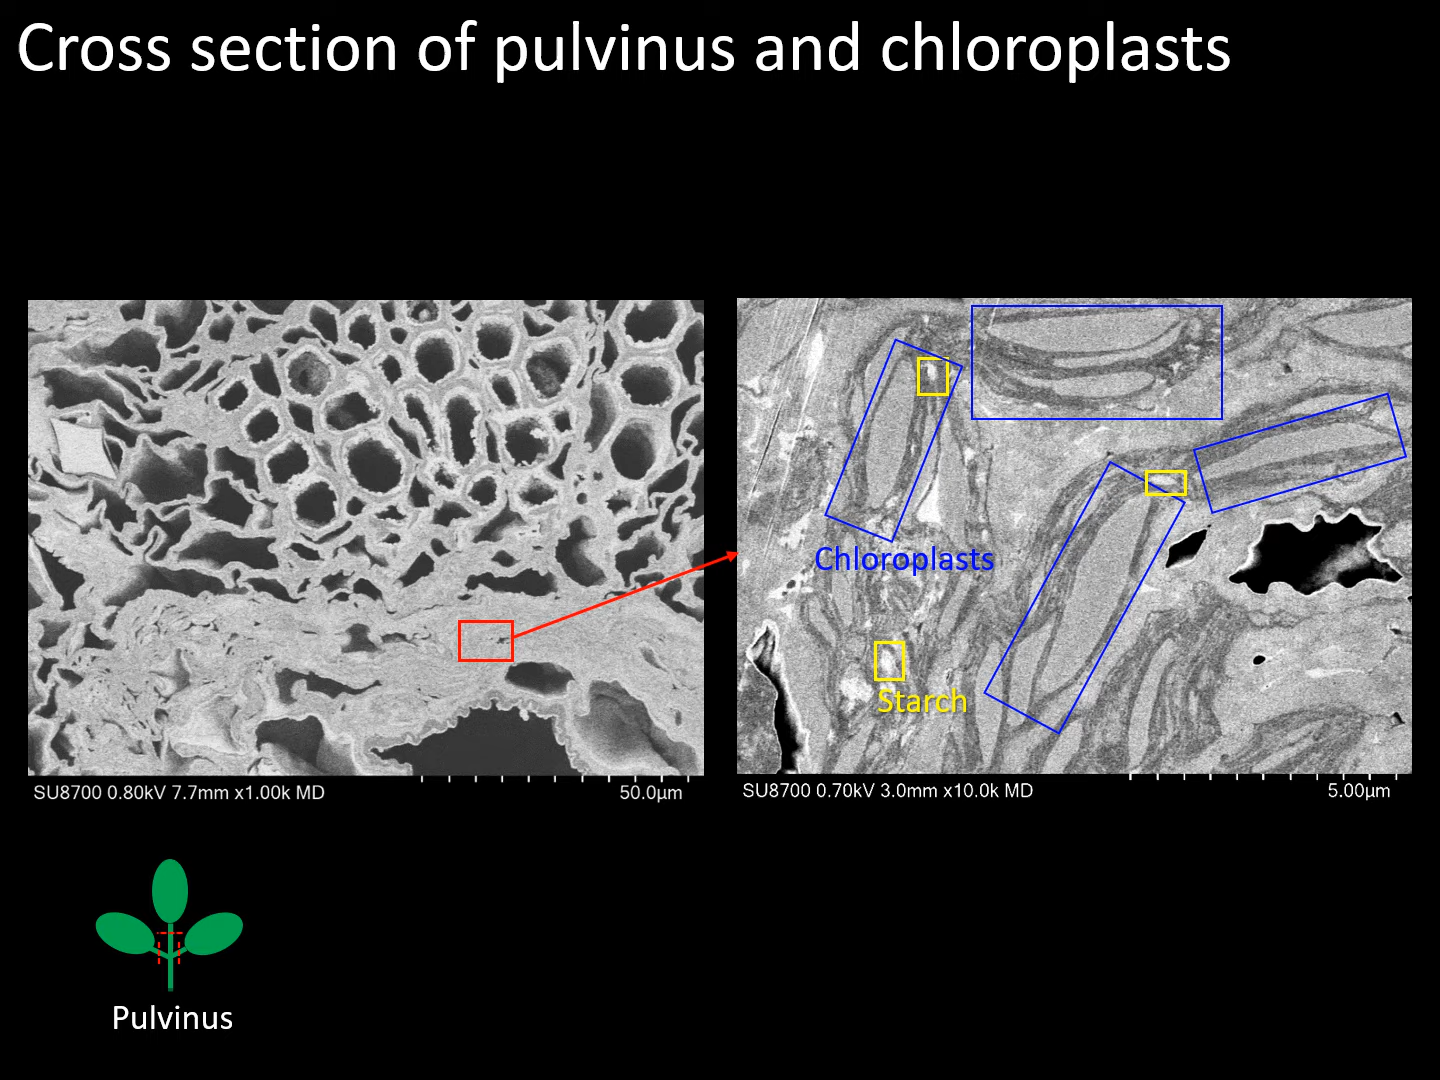 Cross section of pulvinus and chloroplasts
Chloroplasts
Starch
SU8700 0.80kV 7.7mm x1.00k MD 50.0µm
SU8700 0.70kV 3.0mm x10.0k MD 5.00µm
Pulvinus